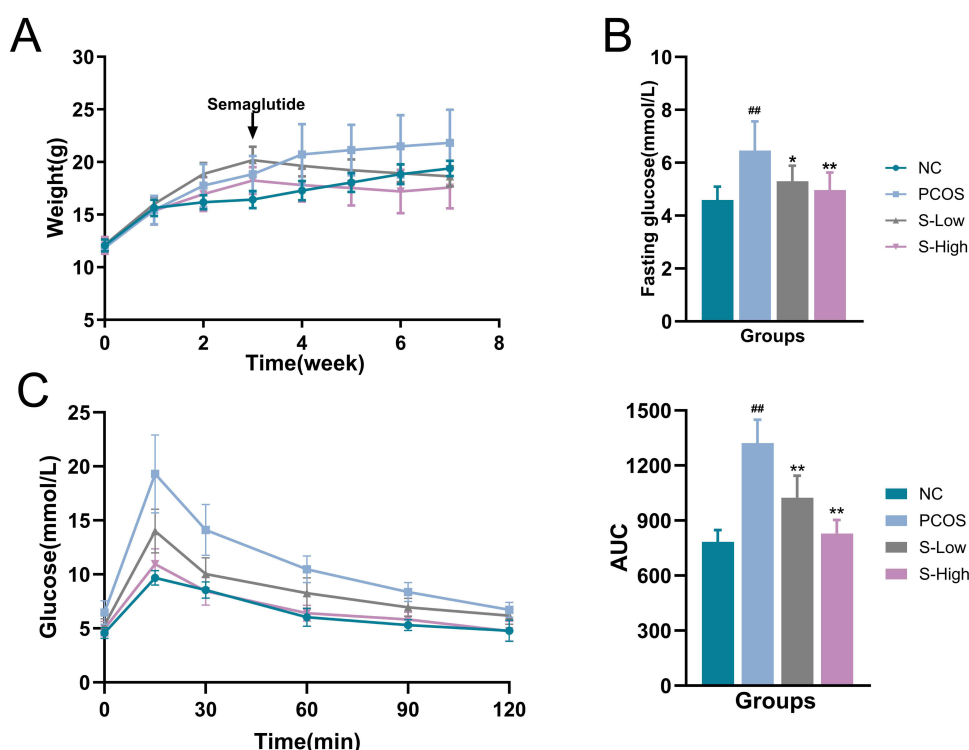 A
Weight(g)
30
25
20
15
10
5
Semaglutide
0
2
4
6
8
Time(week)
B
Fasting glucose(mmol/L)
10
8
6
4
2
0
##
*
**
Groups
NC
PCOS
S-Low
S-High
C
Glucose(mmol/L)
25
20
15
10
5
0
0
30
60
90
120
Time(min)
AUC
1500
1200
900
600
300
0
##
**
**
Groups
NC
PCOS
S-Low
S-High